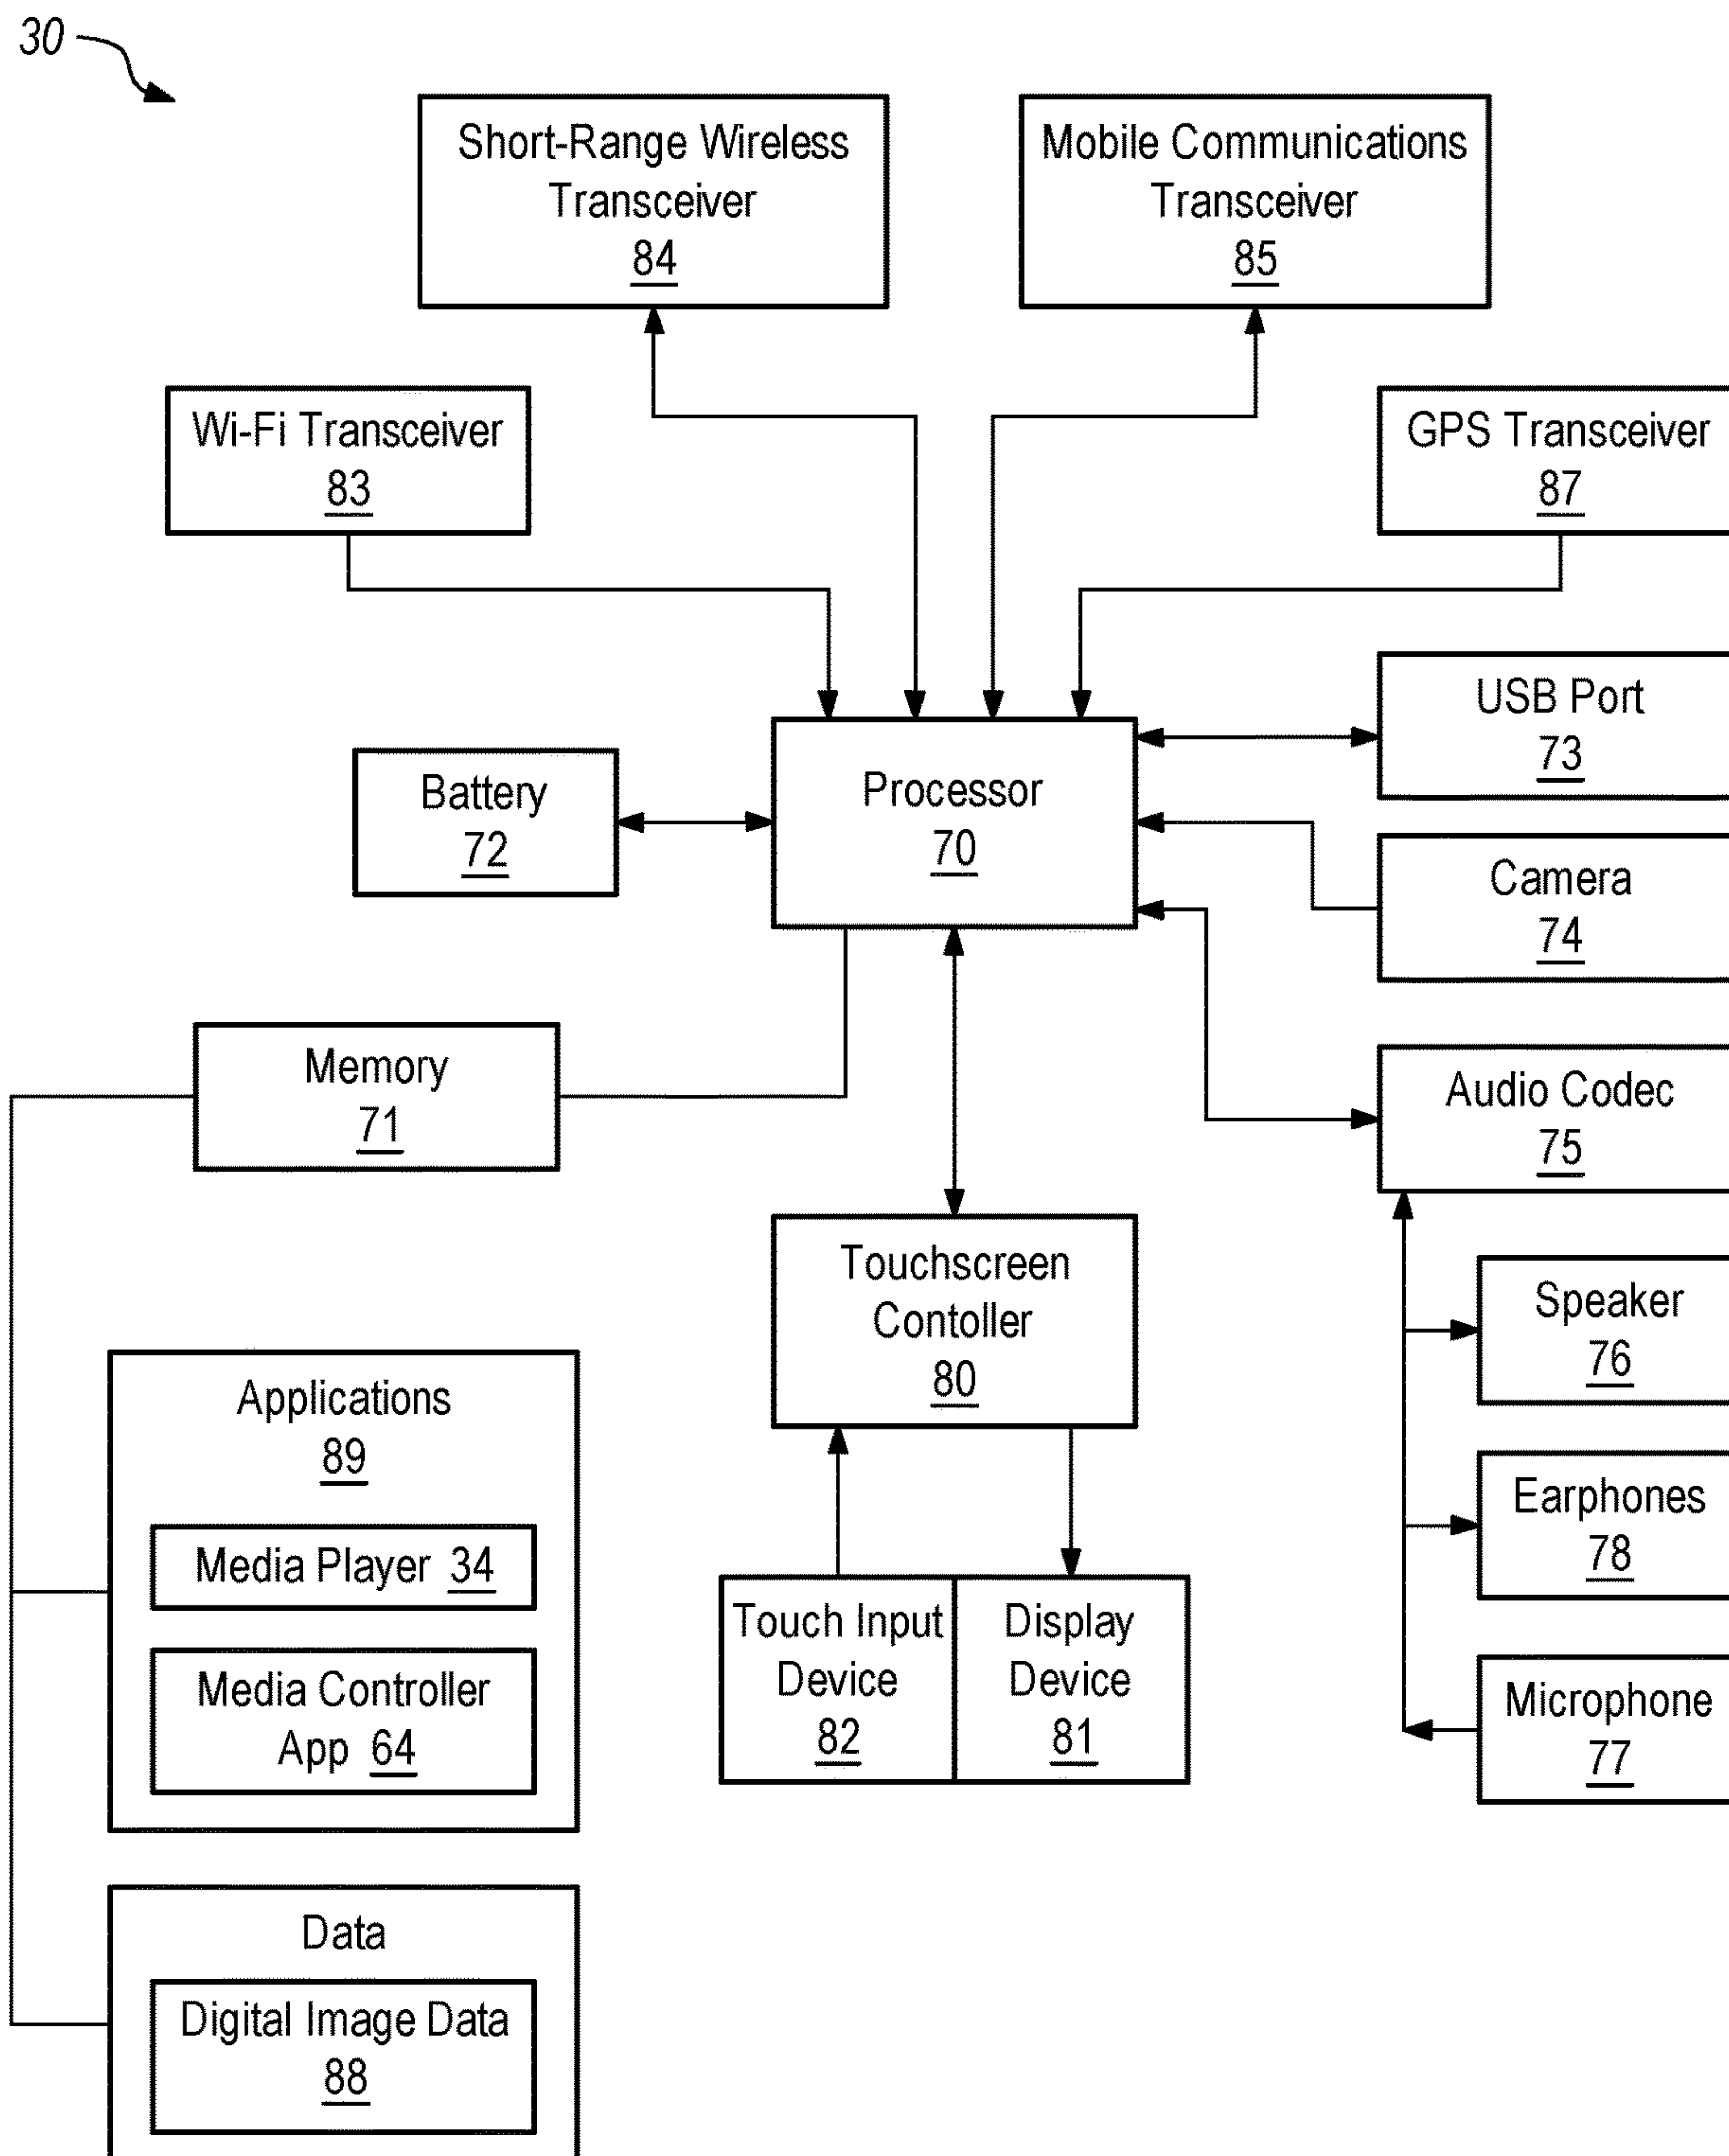 30
Short-Range Wireless
Transceiver
84
Mobile Communications
Transceiver
85
Wi-Fi Transceiver
83
GPS Transceiver
87
USB Port
73
Battery
72
Processor
70
Camera
74
Memory
71
Audio Codec
75
Touchscreen
Contoller
80
Speaker
76
Applications
89
Earphones
78
Media Player 34
Touch Input
Device
82
Display
Device
81
Media Controller
App 64
Microphone
77
Data
Digital Image Data
88